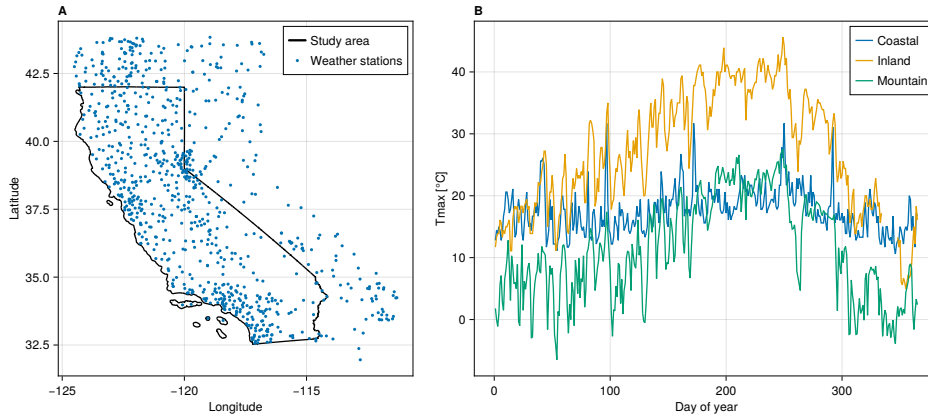 A
Study area
Weather stations
42.5
40.0
37.5
35.0
32.5
Latitude
−125
−120
−115
Longitude
B
Coastal
Inland
Mountain
40
30
20
10
0
Tmax [°C]
0
100
200
300
Day of year